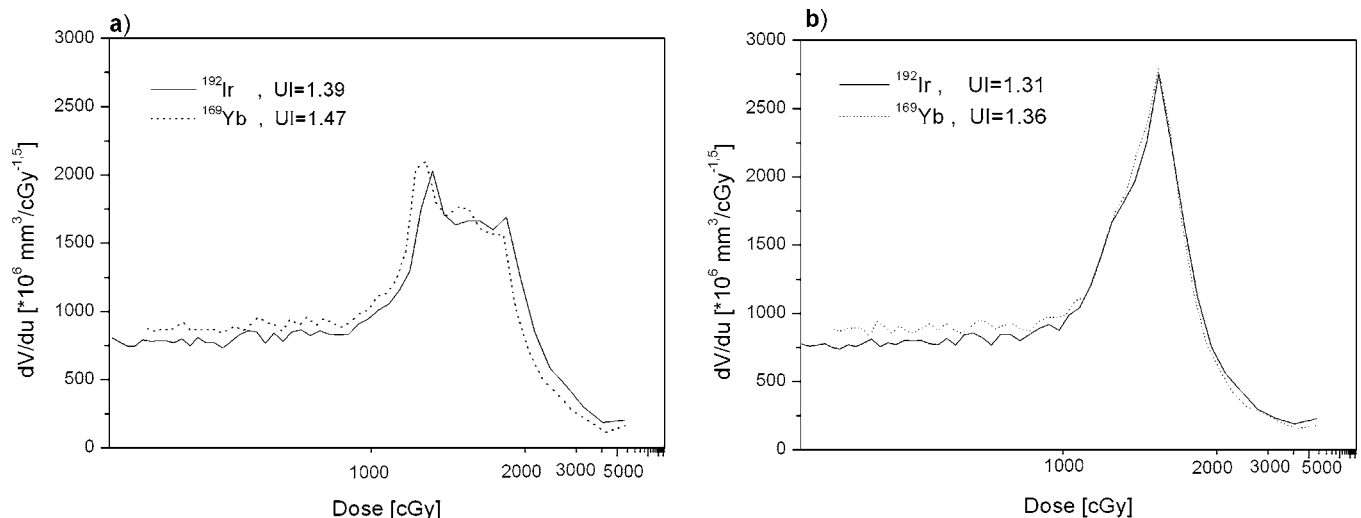 a)
3000
2500
2000
1500
1000
500
0
dV/du [*10⁶ mm³/cGy⁻¹,⁵]
¹⁹²Ir , UI=1.39
¹⁶⁹Yb , UI=1.47
1000 2000 3000 5000
Dose [cGy]
b)
3000
2500
2000
1500
1000
500
0
dV/du [*10⁶ mm³/cGy⁻¹,⁵]
¹⁹²Ir , UI=1.31
¹⁶⁹Yb , UI=1.36
1000 2000 3000 5000
Dose [cGy]